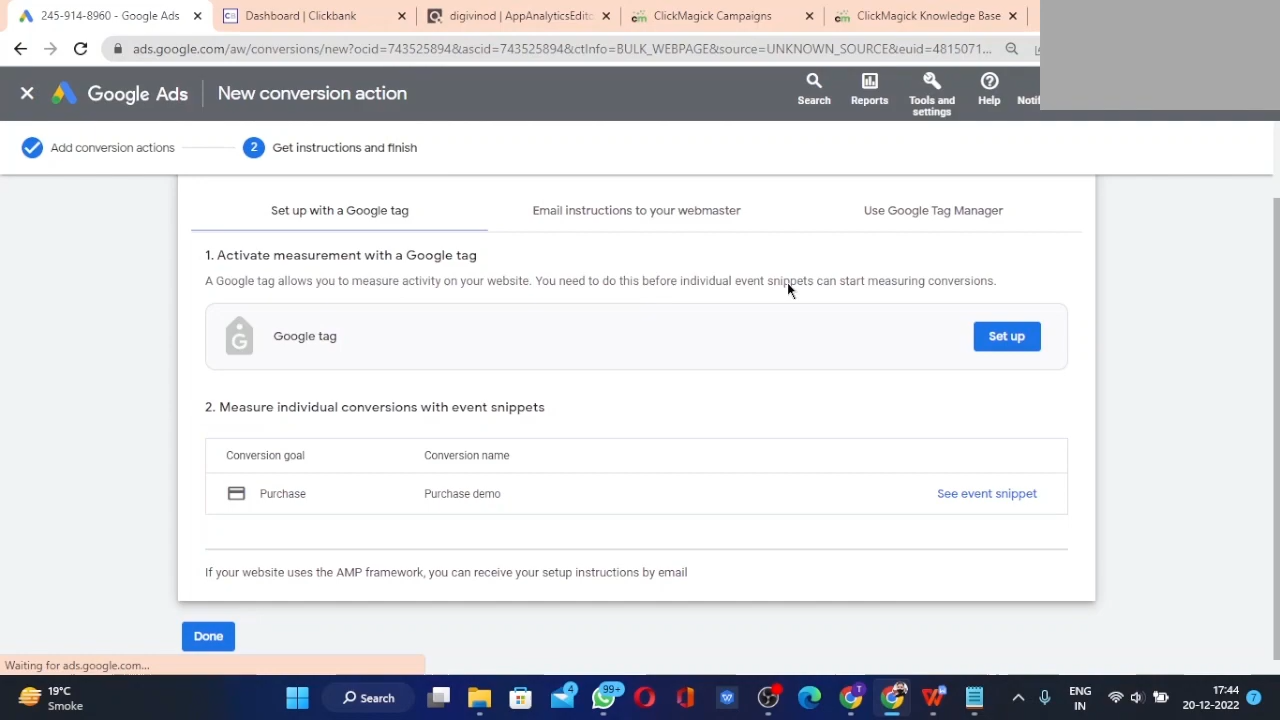 245-914-8960 - Google Ads
Dashboard | Clickbank
digivinod | AppAnalyticsEdito
ClickMagick Campaigns
ClickMagick Knowledge Base
ads.google.com/aw/conversions/new?ocid=743525894&ascid=743525894&ctInfo=BULK_WEBPAGE&source=UNKNOWN_SOURCE&euid=4815071...
Google Ads
New conversion action
Search
Reports
Tools and settings
Help
Notif
Add conversion actions
2
Get instructions and finish
Set up with a Google tag
Email instructions to your webmaster
Use Google Tag Manager
1. Activate measurement with a Google tag
A Google tag allows you to measure activity on your website. You need to do this before individual event snippets can start measuring conversions.
G
Google tag
Set up
2. Measure individual conversions with event snippets
Conversion goal
Conversion name
Purchase
Purchase demo
See event snippet
If your website uses the AMP framework, you can receive your setup instructions by email
Done
Waiting for ads.google.com...
19°C
Smoke
Search
4
99+
T
ENG
IN
17:44
20-12-2022
7